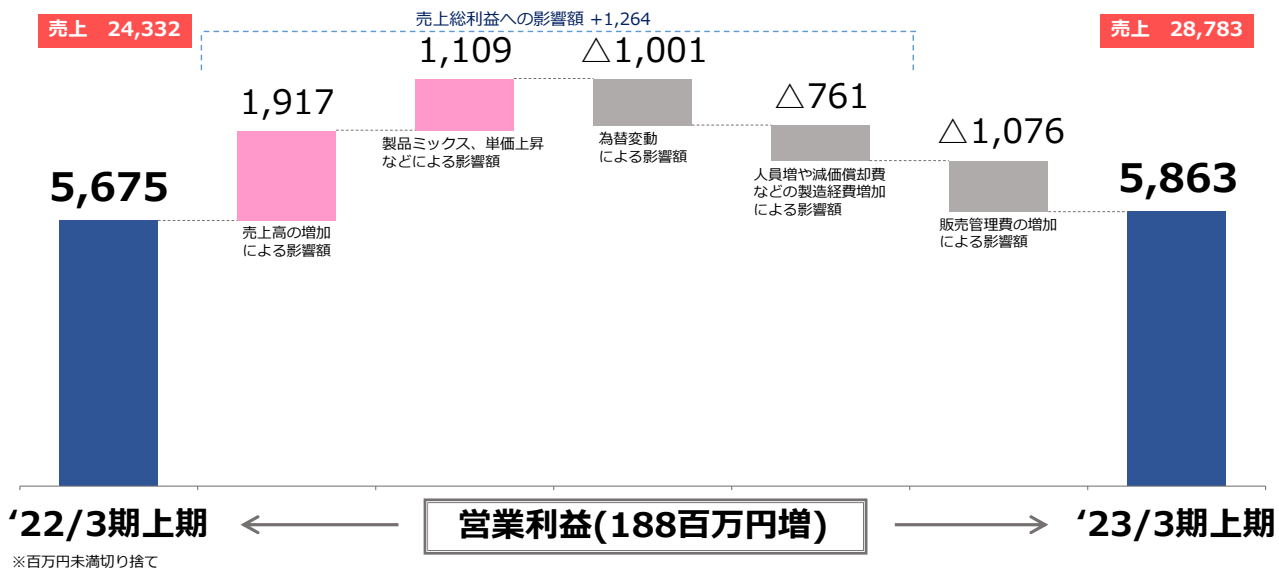 売上総利益への影響額 +1,264
売上 24,332
売上 28,783
1,917
1,109
△1,001
△761
△1,076
5,675
5,863
売上高の増加
による影響額
製品ミックス、単価上昇
などによる影響額
為替変動
による影響額
人員増や減価償却費
などの製造経費増加
による影響額
販売管理費の増加
による影響額
‘22/3期上期
営業利益(188百万円増)
‘23/3期上期
※百万円未満切り捨て